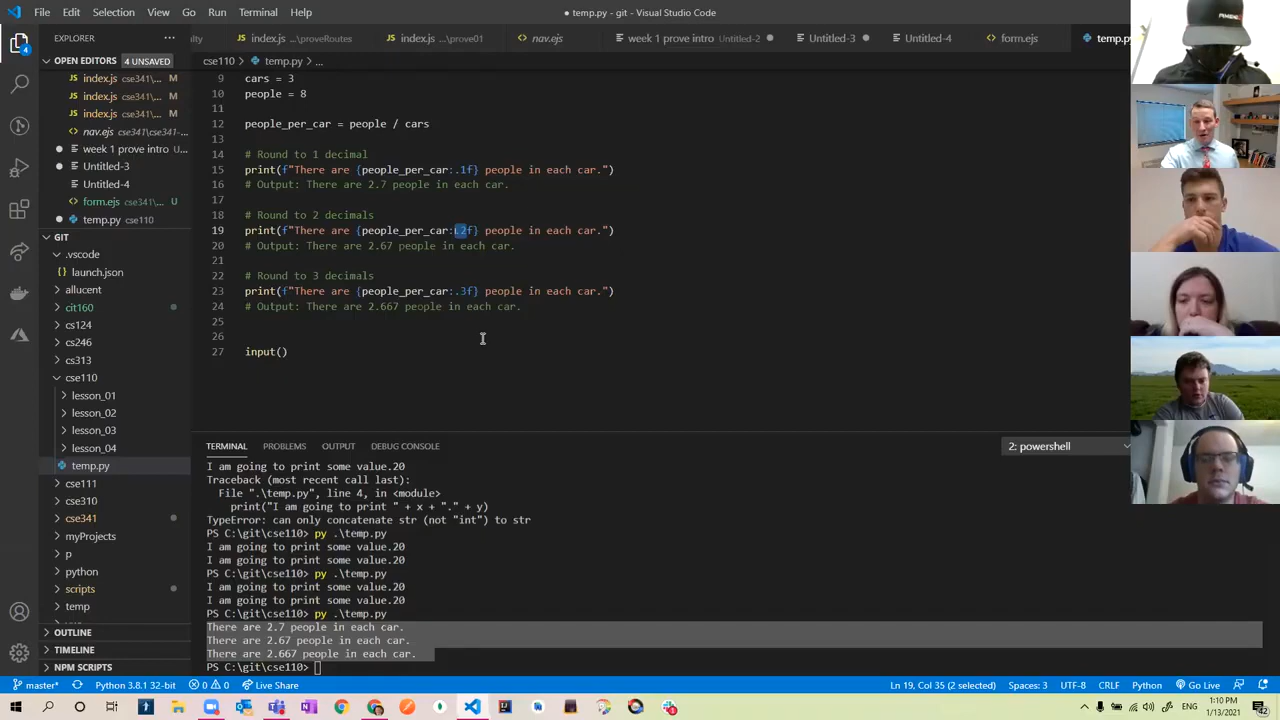 File Edit Selection View Go Run Terminal Help
● temp.py - git - Visual Studio Code
EXPLORER
OPEN EDITORS 4 UNSAVED
index.js cse341\... M
index.js cse341\... M
index.js cse341\... M
nav.ejs cse341\cse341-...
week 1 prove intro Unt...
Untitled-3
Untitled-4
form.ejs cse341\... U
temp.py cse110
GIT
.vscode
launch.json
allucent
cit160
cs124
cs246
cs313
cse110
lesson_01
lesson_02
lesson_03
lesson_04
temp.py
cse111
cse310
cse341
myProjects
p
python
scripts
temp
OUTLINE
TIMELINE
NPM SCRIPTS
index.js ...\proveRoutes index.js ...\prove01 nav.ejs week 1 prove intro Untitled-2 Untitled-3 Untitled-4 form.ejs temp.py
cse110 > temp.py > ...
9 cars = 3
10 people = 8
11
12 people_per_car = people / cars
13
14 # Round to 1 decimal
15 print(f"There are {people_per_car:.1f} people in each car.")
16 # Output: There are 2.7 people in each car.
17
18 # Round to 2 decimals
19 print(f"There are {people_per_car:.2f} people in each car.")
20 # Output: There are 2.67 people in each car.
21
22 # Round to 3 decimals
23 print(f"There are {people_per_car:.3f} people in each car.")
24 # Output: There are 2.667 people in each car.
25
26
27 input()
TERMINAL PROBLEMS OUTPUT DEBUG CONSOLE 2: powershell
I am going to print some value.20
Traceback (most recent call last):
File ".\temp.py", line 4, in <module>
print("I am going to print " + x + "." + y)
TypeError: can only concatenate str (not "int") to str
PS C:\git\cse110> py .\temp.py
I am going to print some value.20
I am going to print some value.20
PS C:\git\cse110> py .\temp.py
I am going to print some value.20
I am going to print some value.20
PS C:\git\cse110> py .\temp.py
There are 2.7 people in each car.
There are 2.67 people in each car.
There are 2.667 people in each car.
PS C:\git\cse110>
master* Python 3.8.1 32-bit 0 0 Live Share Ln 19, Col 35 (2 selected) Spaces: 3 UTF-8 CRLF Python Go Live
ENG 1:10 PM
1/13/2021 42